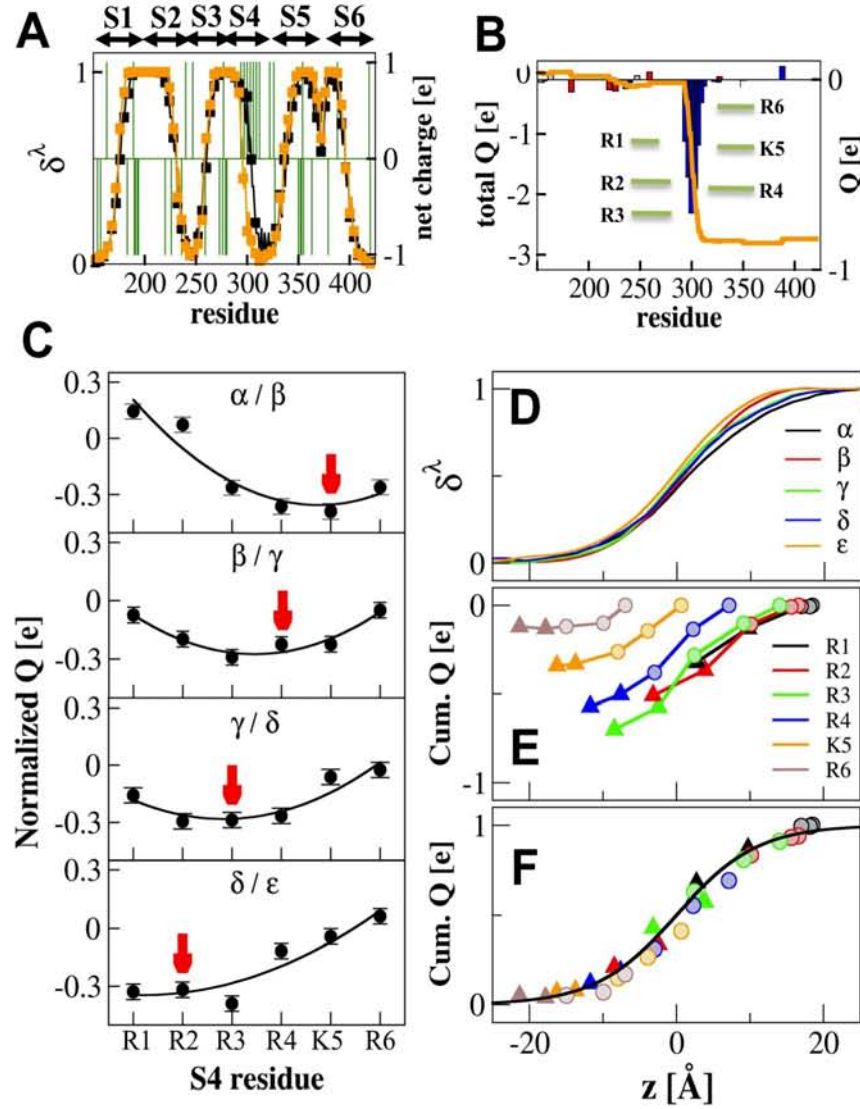 A
S1 S2 S3 S4 S5 S6
1
0
δλ
1
0
-1
net charge [e]
200 250 300 350 400
residue
B
0
-1
-2
-3
total Q [e]
0
-1
Q [e]
R1
R2
R3
R6
K5
R4
200 250 300 350 400
residue
C
Normalized Q [e]
0.3
0
-0.3
α / β
0.3
0
-0.3
β / γ
0.3
0
-0.3
γ / δ
0.3
0
-0.3
δ / ε
R1 R2 R3 R4 K5 R6
S4 residue
D
1
0
δλ
α
β
γ
δ
ε
E
0
-1
Cum. Q [e]
R1
R2
R3
R4
K5
R6
F
1
0
Cum. Q [e]
-20 0 20
z [Å]